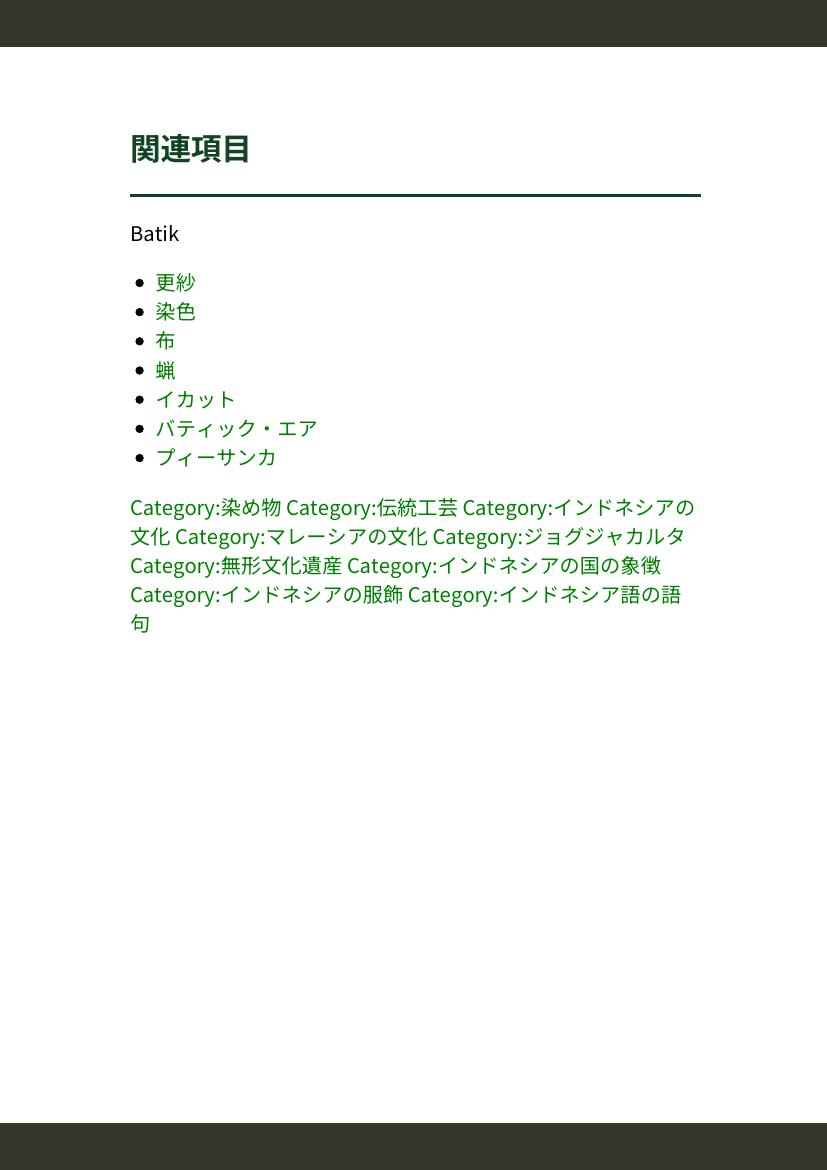 関連項目
Batik
更紗
染色
布
蝋
イカット
バティック・エア
プィーサンカ
Category:染め物 Category:伝統工芸 Category:インドネシアの
文化 Category:マレーシアの文化 Category:ジョグジャカルタ
Category:無形文化遺産 Category:インドネシアの国の象徴
Category:インドネシアの服飾 Category:インドネシア語の語
句